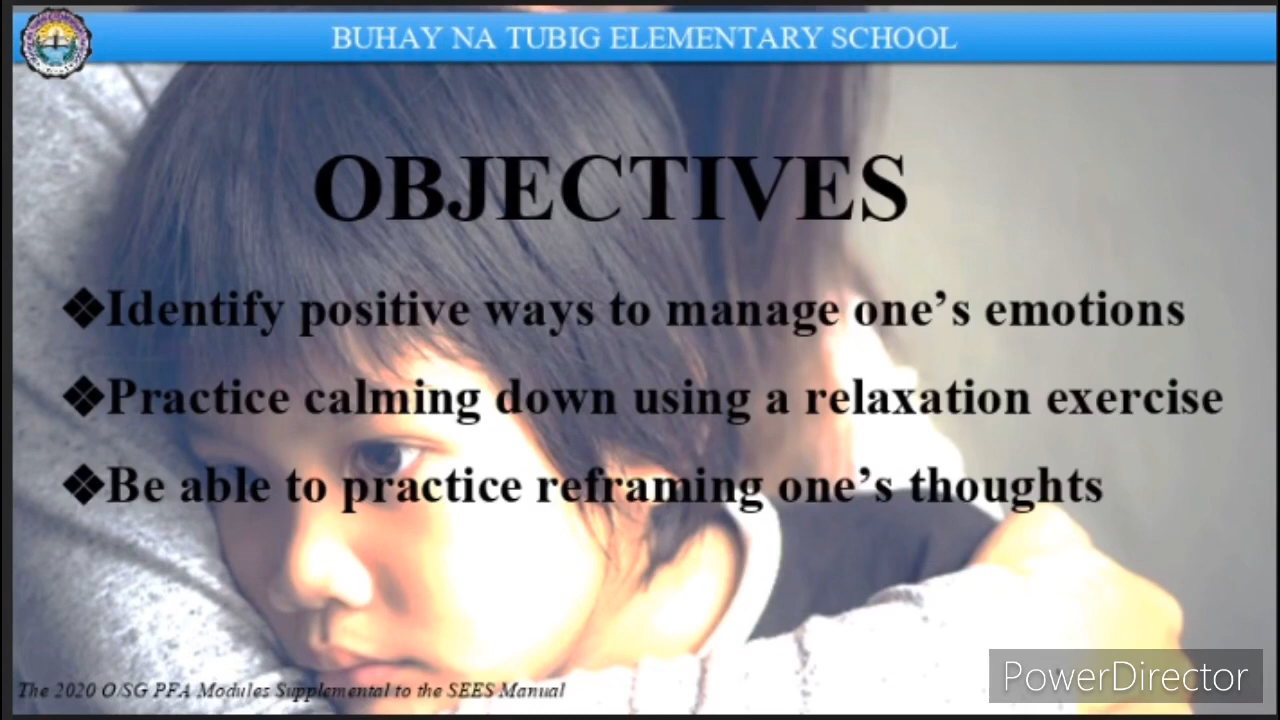 BUHAY NA TUBIG ELEMENTARY SCHOOL
OBJECTIVES
❖Identify positive ways to manage one’s emotions
❖Practice calming down using a relaxation exercise
❖Be able to practice reframing one’s thoughts
The 2020 O/SG PFA Modules Supplemental to the SEES Manual
PowerDirector